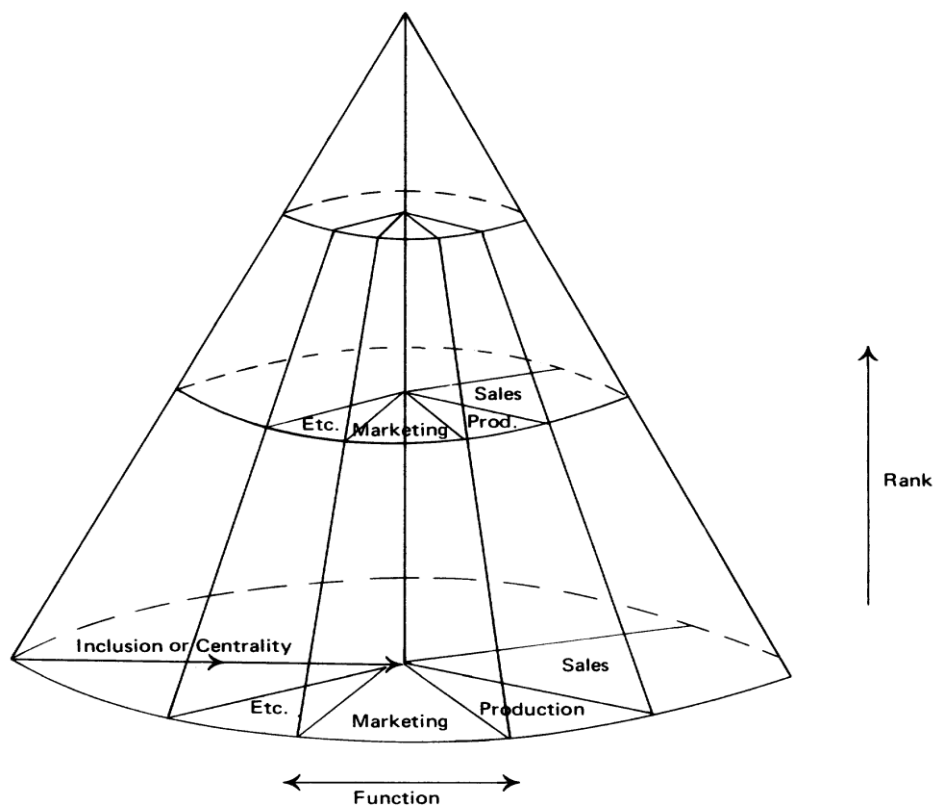 Sales
Etc.
Marketing
Prod.
Rank
Inclusion or Centrality
Sales
Etc.
Marketing
Production
Function